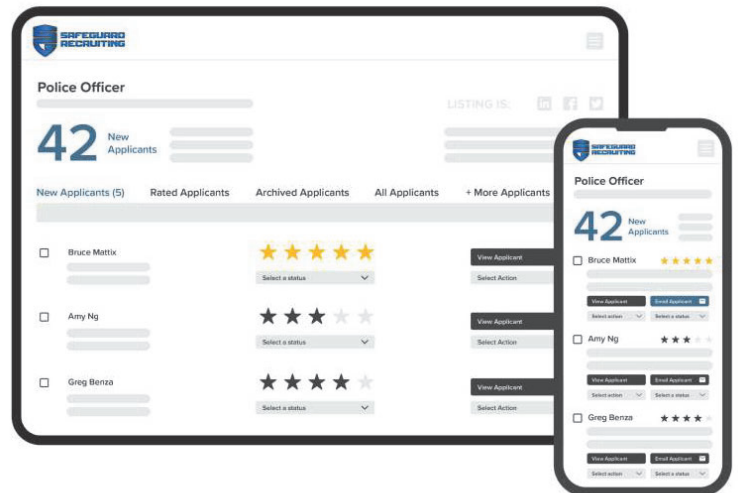 SAFEGUARD
RECRUITING
Police Officer
LISTING IS:
42 New
Applicants
New Applicants (5) Rated Applicants Archived Applicants All Applicants + More Applicants
Bruce Mattix
View Applicant
Select a status
Select Action
Amy Ng
View Applicant
Select a status
Select Action
Greg Benza
View Applicant
Select a status
Select Action
SAFEGUARD
RECRUITING
Police Officer
42 New
Applicants
Bruce Mattix
View Applicant Email Applicant
Select action Select a status
Amy Ng
View Applicant Email Applicant
Select action Select a status
Greg Benza
View Applicant Email Applicant
Select action Select a status